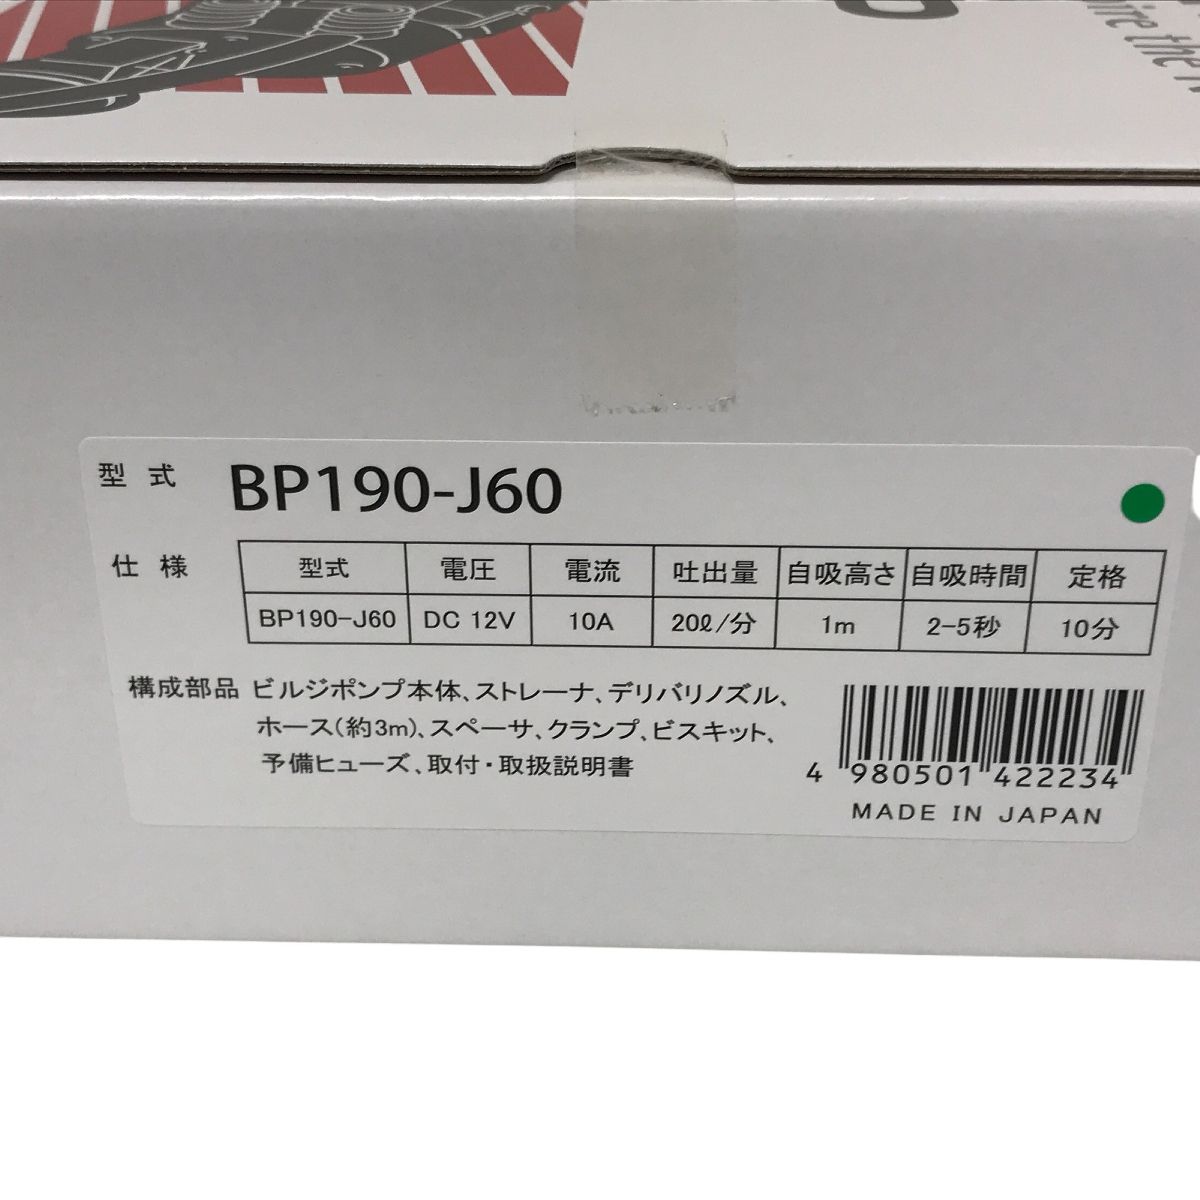 ire the
型式 BP190-J60
仕様
型式 電圧 電流 吐出量 自吸高さ 自吸時間 定格
BP190-J60 DC 12V 10A 20ℓ/分 1m 2-5秒 10分
構成部品 ビルジポンプ本体、ストレーナ、デリバリノズル、
ホース(約3m)、スペーサ、クランプ、ビスキット、
予備ヒューズ、取付・取扱説明書
4 980501 422234
MADE IN JAPAN